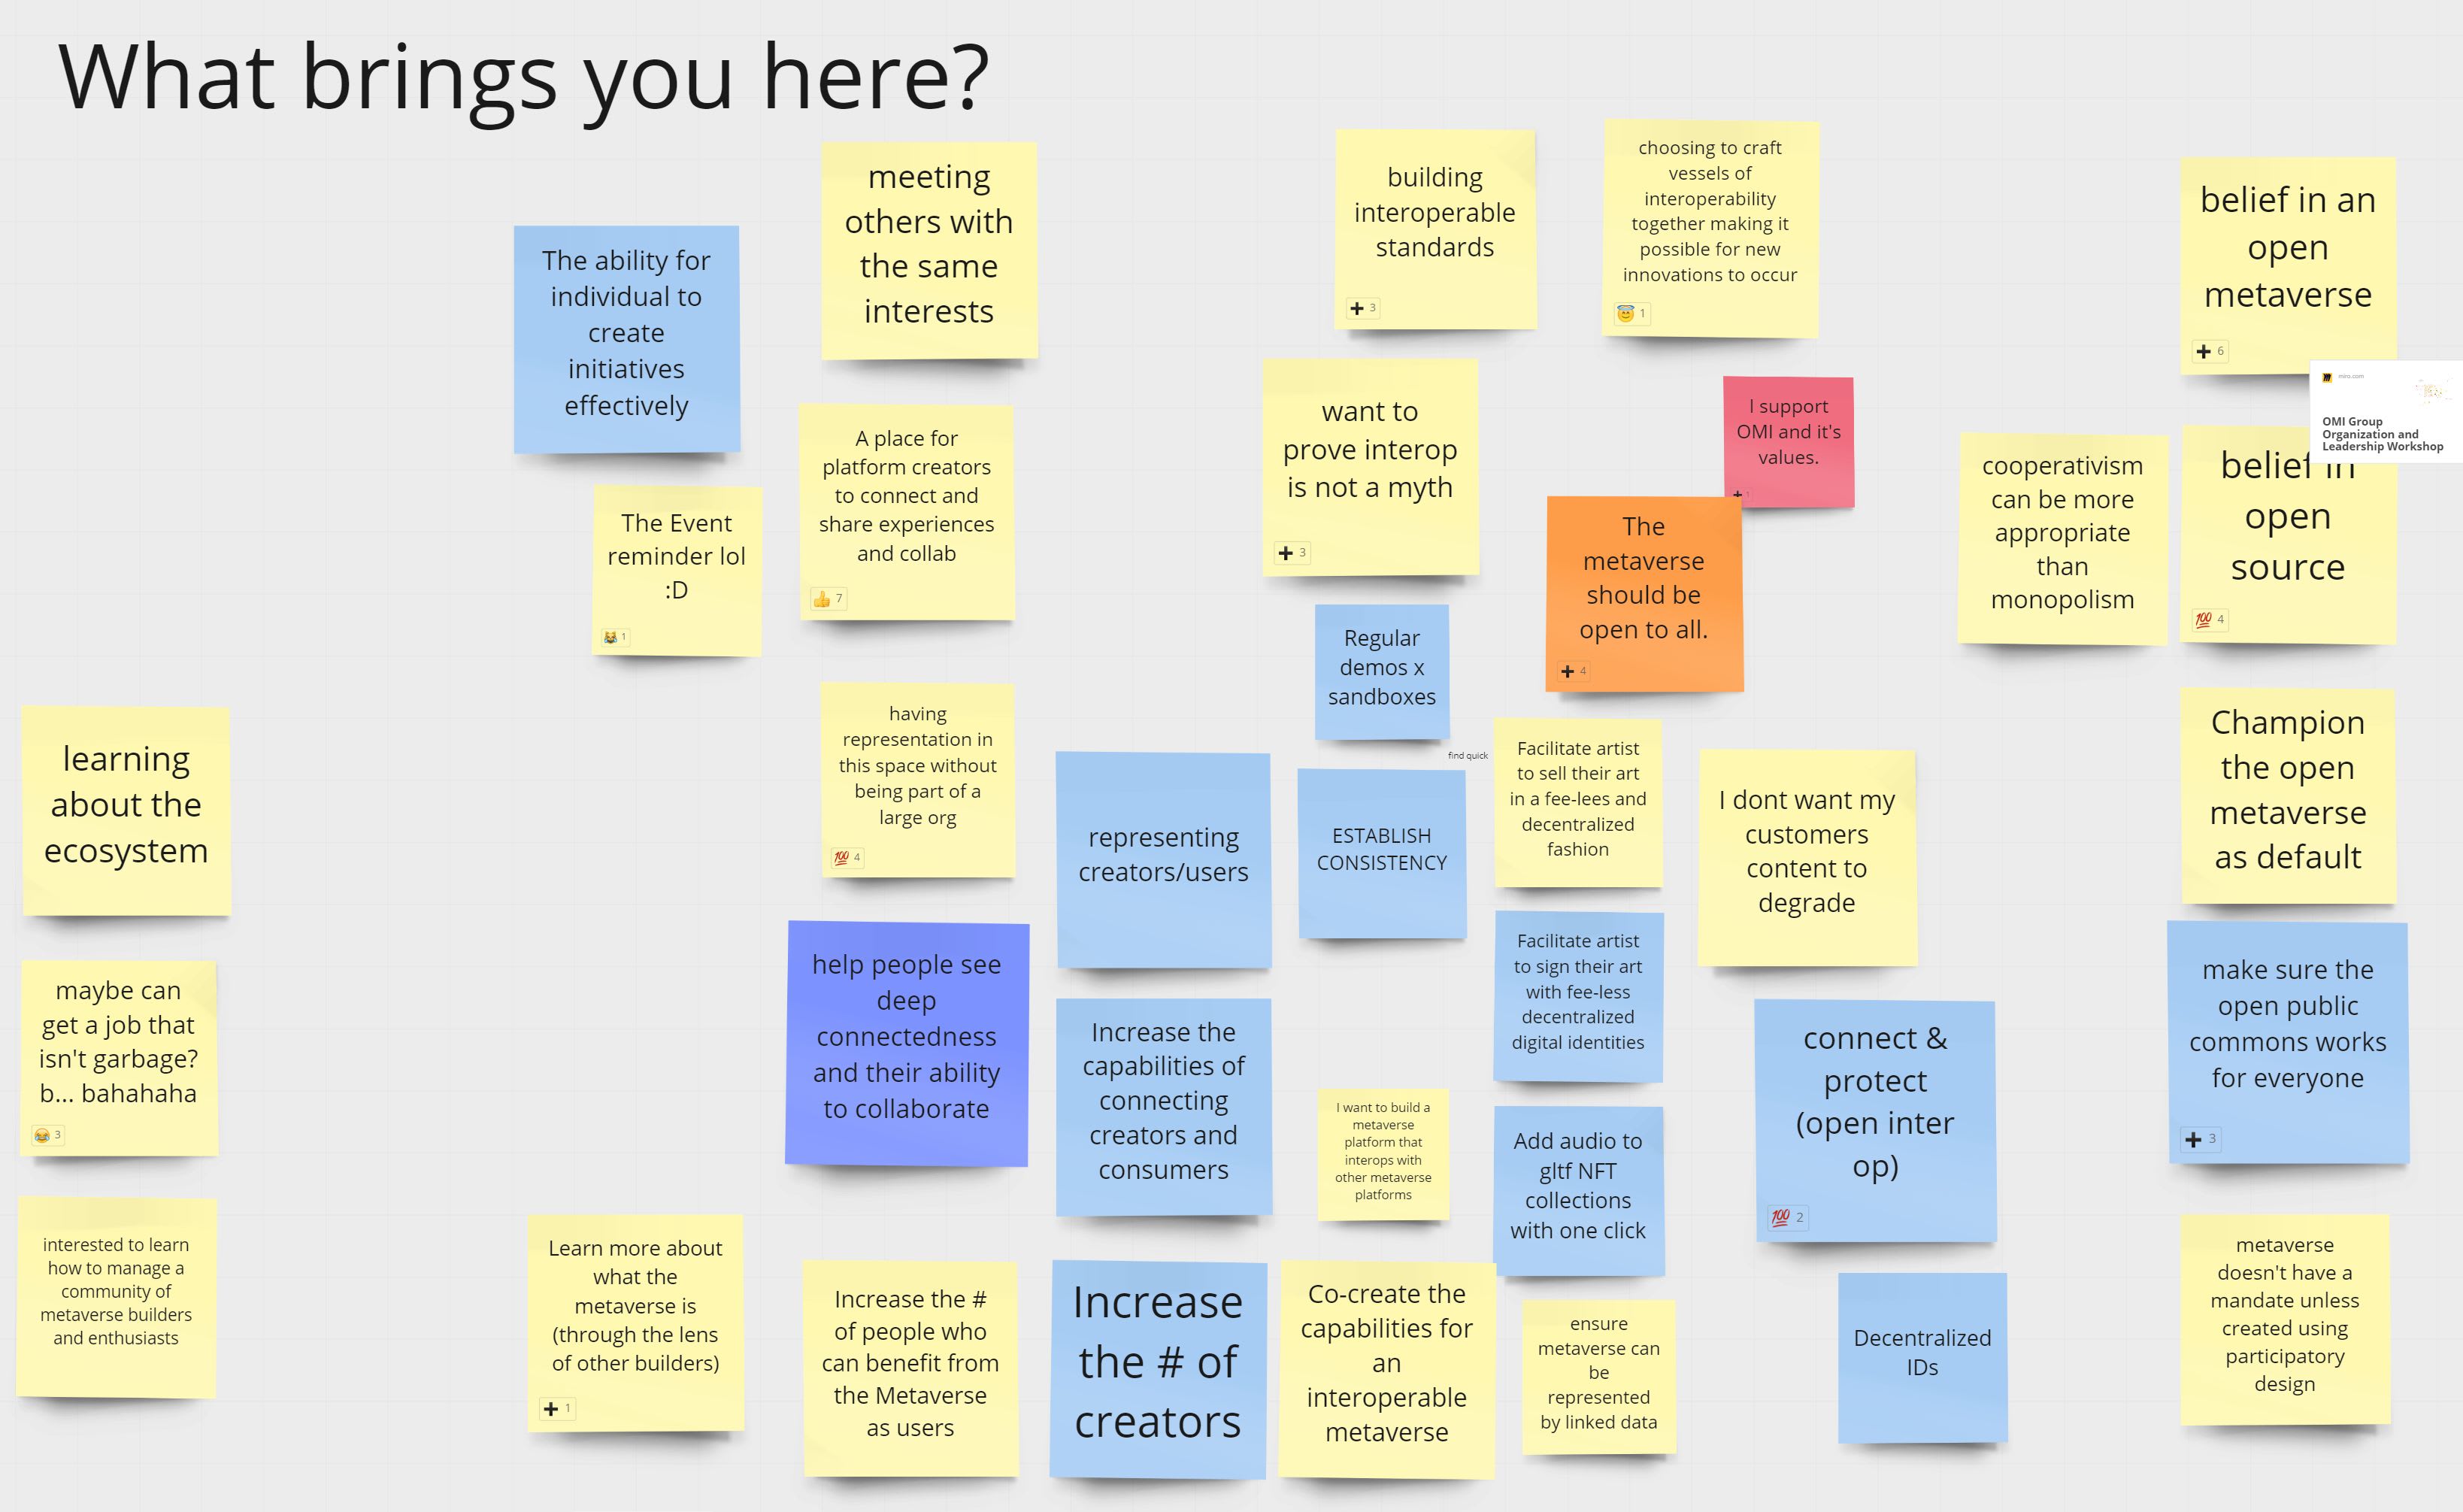 What brings you here?
The ability for
individual to
create
initiatives
effectively
The Event
reminder lol
:D
1
meeting
others with
the same
interests
A place for
platform creators
to connect and
share experiences
and collab
7
having
representation in
this space without
being part of a
large org
4
help people see
deep
connectedness
and their ability
to collaborate
learning
about the
ecosystem
maybe can
get a job that
isn't garbage?
b... bahahaha
3
interested to learn
how to manage a
community of
metaverse builders
and enthusiasts
Learn more about
what the
metaverse is
(through the lens
of other builders)
1
Increase the #
of people who
can benefit from
the Metaverse
as users
representing
creators/users
Increase the
capabilities of
connecting
creators and
consumers
Increase
the # of
creators
building
interoperable
standards
3
choosing to craft
vessels of
interoperability
together making it
possible for new
innovations to occur
1
want to
prove interop
is not a myth
3
I support
OMI and it's
values.
The
metaverse
should be
open to all.
4
Regular
demos x
sandboxes
find quick
ESTABLISH
CONSISTENCY
Facilitate artist
to sell their art
in a fee-lees and
decentralized
fashion
Facilitate artist
to sign their art
with fee-less
decentralized
digital identities
Add audio to
gltf NFT
collections
with one click
I want to build a
metaverse
platform that
interops with
other metaverse
platforms
Co-create the
capabilities for
an
interoperable
metaverse
ensure
metaverse can
be
represented
by linked data
I dont want my
customers
content to
degrade
connect &
protect
(open inter
op)
2
Decentralized
IDs
belief in an
open
metaverse
6
miro.com
OMI Group
Organization and
Leadership Workshop
cooperativism
can be more
appropriate
than
monopolism
belief in
open
source
4
Champion
the open
metaverse
as default
make sure the
open public
commons works
for everyone
3
metaverse
doesn't have a
mandate unless
created using
participatory
design